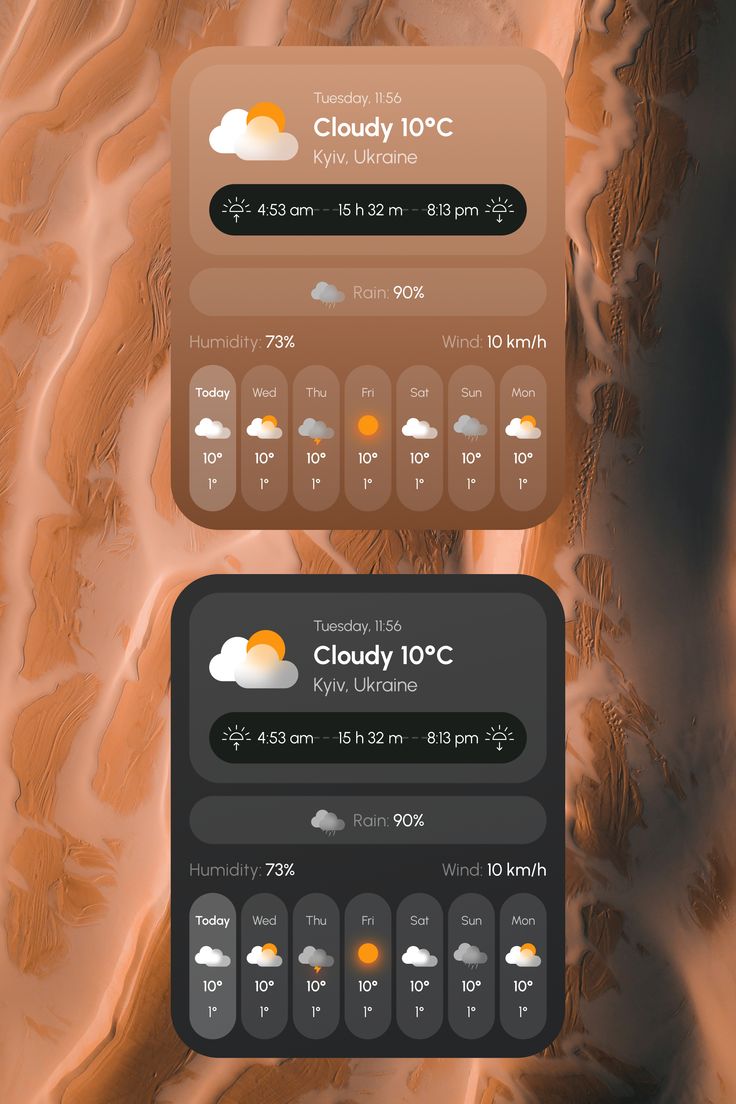 Tuesday, 11:56
Cloudy 10°C
Kyiv, Ukraine
4:53 am 15 h 32 m 8:13 pm
Rain: 90%
Humidity: 73% Wind: 10 km/h
Today Wed Thu Fri Sat Sun Mon
10° 10° 10° 10° 10° 10° 10°
1° 1° 1° 1° 1° 1° 1°
Tuesday, 11:56
Cloudy 10°C
Kyiv, Ukraine
4:53 am 15 h 32 m 8:13 pm
Rain: 90%
Humidity: 73% Wind: 10 km/h
Today Wed Thu Fri Sat Sun Mon
10° 10° 10° 10° 10° 10° 10°
1° 1° 1° 1° 1° 1° 1°